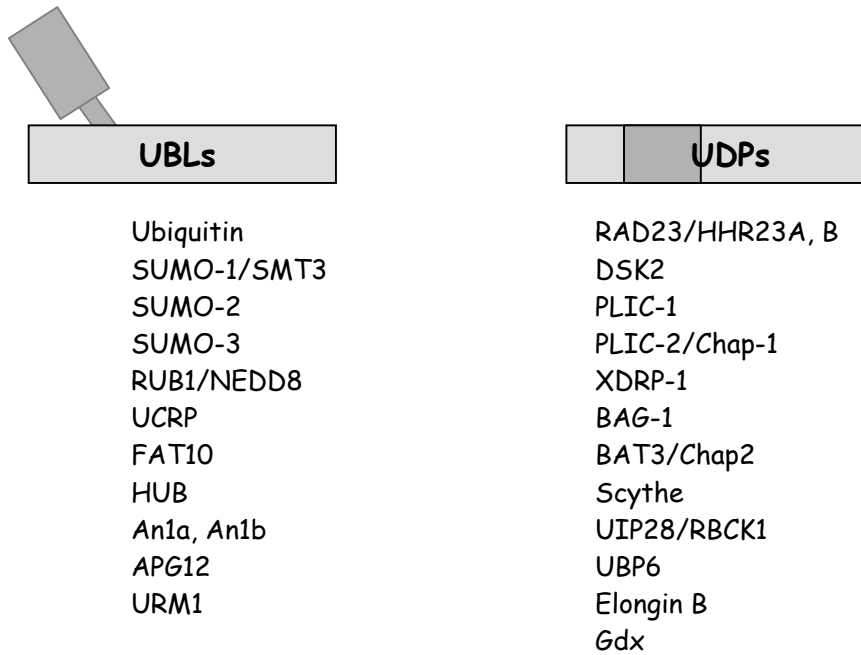 UBLs
Ubiquitin
SUMO-1/SMT3
SUMO-2
SUMO-3
RUB1/NEDD8
UCRP
FAT10
HUB
An1a, An1b
APG12
URM1
UDPs
RAD23/HHR23A, B
DSK2
PLIC-1
PLIC-2/Chap-1
XDRP-1
BAG-1
BAT3/Chap2
Scythe
UIP28/RBCK1
UBP6
Elongin B
Gdx